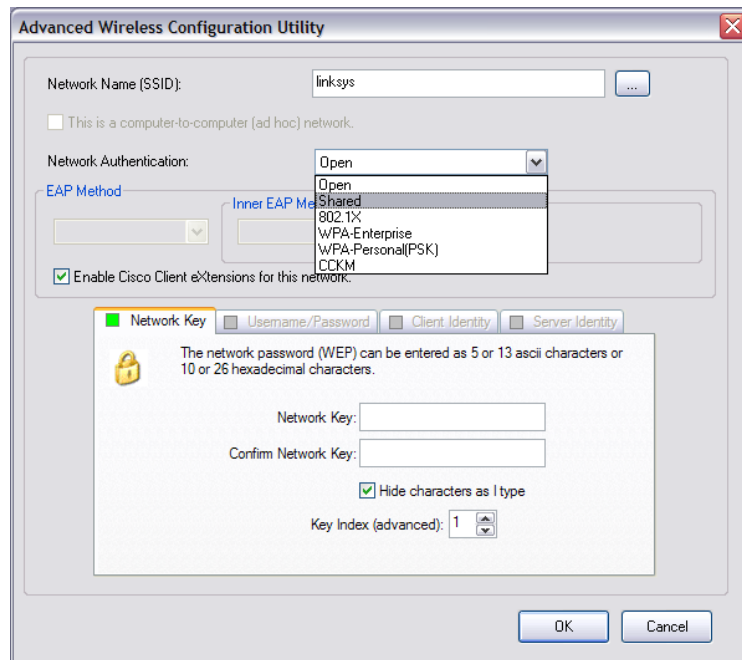 Advanced Wireless Configuration Utility
Network Name (SSID):
linksys
...
This is a computer-to-computer (ad hoc) network.
Network Authentication:
Open
Open
Shared
802.1X
WPA-Enterprise
WPA-Personal(PSK)
CCKM
EAP Method
Inner EAP Me
Enable Cisco Client eXtensions for this network.
Network Key
Username/Password
Client Identity
Server Identity
The network password (WEP) can be entered as 5 or 13 ascii characters or
10 or 26 hexadecimal characters.
Network Key:
Confirm Network Key:
Hide characters as I type
Key Index (advanced):
1
OK
Cancel